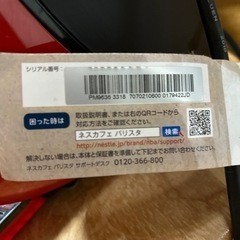 シリアル番号
PM9636 3318 7070210600 0179422JD
困った時は
取扱説明書、または右のQRコードから
対応方法をご確認ください。
ネスカフェ バリスタ 検索
http://nestle.jp/brand/nba/support/
解決しない場合は、本体と保証書を準備して下記までお問い合わせください。
ネスカフェ バリスタ サポートデスク 0120-366-800